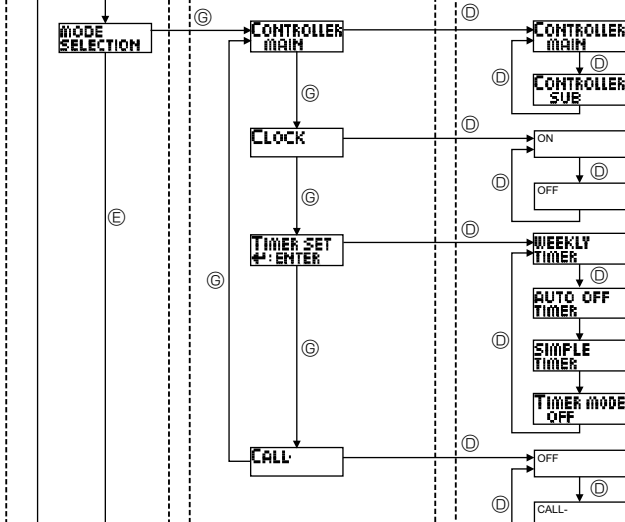 Ⓖ
Ⓓ
MODE
SELECTION
CONTROLLER
MAIN
CONTROLLER
MAIN
Ⓓ
Ⓓ
CONTROLLER
SUB
Ⓖ
Ⓓ
CLOCK
ON
Ⓓ
Ⓓ
OFF
Ⓖ
Ⓔ
Ⓓ
TIMER SET
↵:ENTER
WEEKLY
TIMER
Ⓖ
Ⓓ
AUTO OFF
TIMER
Ⓖ
Ⓓ
SIMPLE
TIMER
TIMER MODE
OFF
Ⓓ
CALL-
OFF
Ⓓ
Ⓓ
CALL-